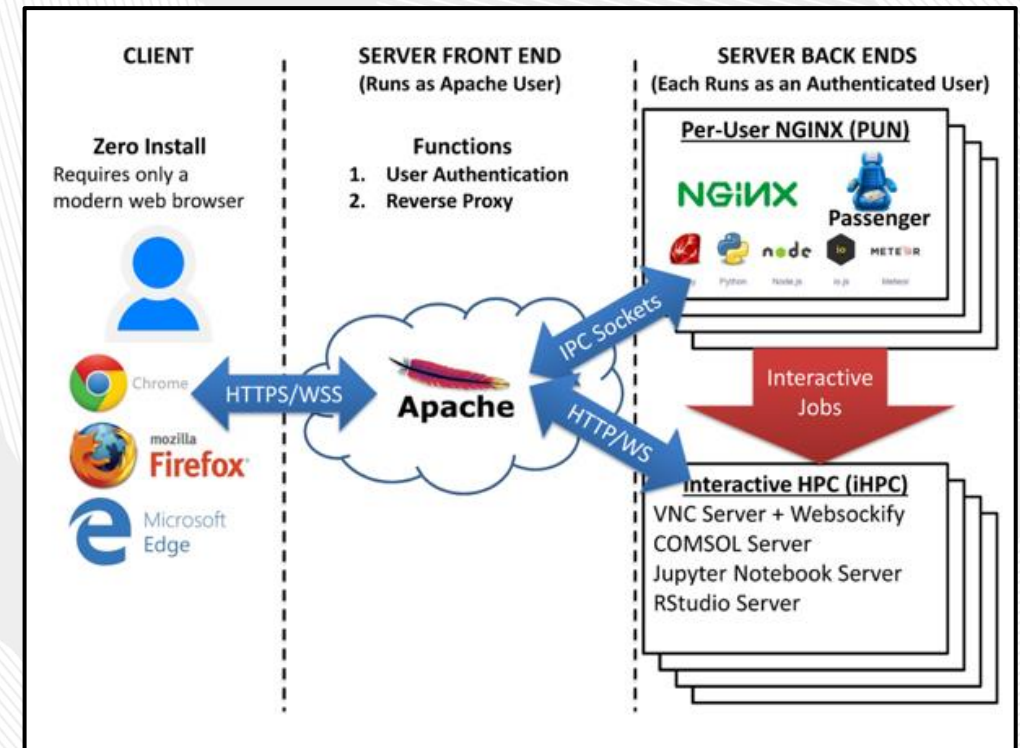 CLIENT
Zero Install
Requires only a
modern web browser
Chrome
mozilla
Firefox
Microsoft
Edge
HTTPS/WSS
SERVER FRONT END
(Runs as Apache User)
Functions
1. User Authentication
2. Reverse Proxy
Apache
IPC Sockets
HTTP/WS
SERVER BACK ENDS
(Each Runs as an Authenticated User)
Per-User NGINX (PUN)
NGiNX
Passenger
node
io
METEOR
Python
Node.js
io.js
Meteor
Interactive
Jobs
Interactive HPC (iHPC)
VNC Server + Websockify
COMSOL Server
Jupyter Notebook Server
RStudio Server